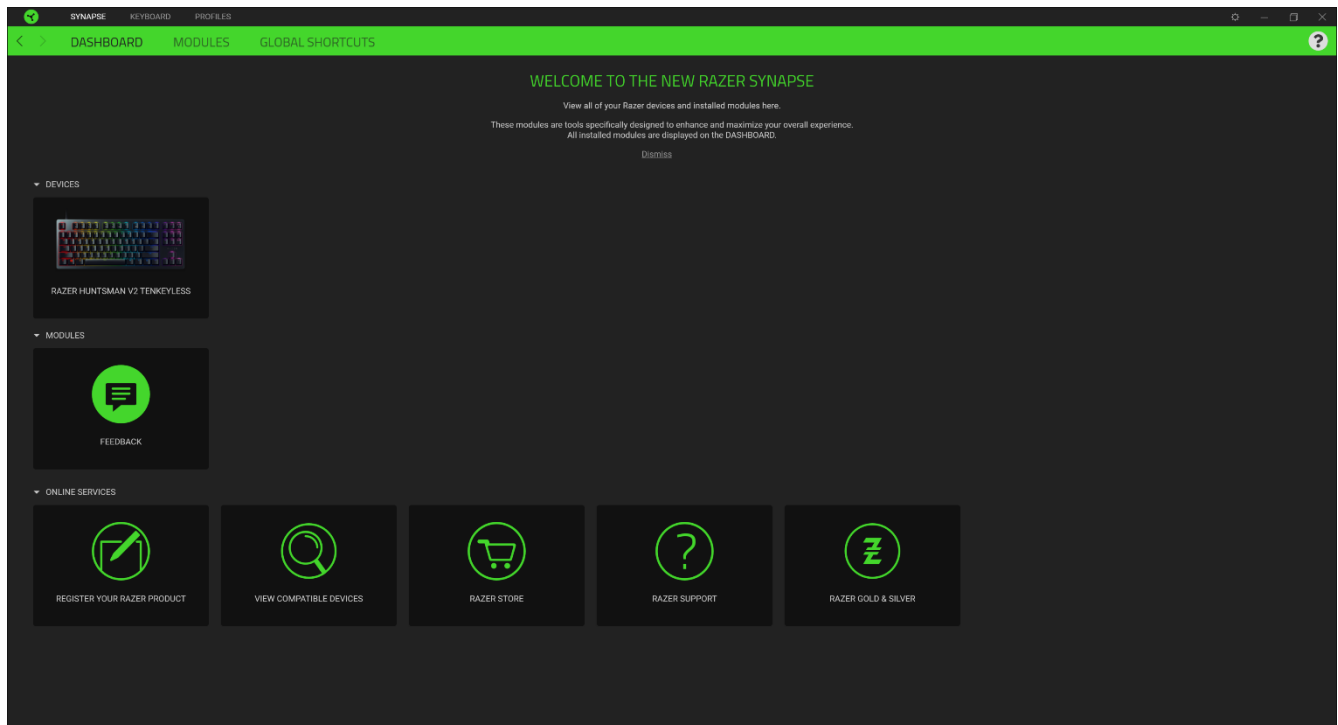 SYNAPSE KEYBOARD PROFILES
DASHBOARD MODULES GLOBAL SHORTCUTS ?
WELCOME TO THE NEW RAZER SYNAPSE
View all of your Razer devices and installed modules here.
These modules are tools specifically designed to enhance and maximize your overall experience.
All installed modules are displayed on the DASHBOARD.
Dismiss
DEVICES
RAZER HUNTSMAN V2 TENKEYLESS
MODULES
FEEDBACK
ONLINE SERVICES
REGISTER YOUR RAZER PRODUCT VIEW COMPATIBLE DEVICES RAZER STORE RAZER SUPPORT RAZER GOLD & SILVER